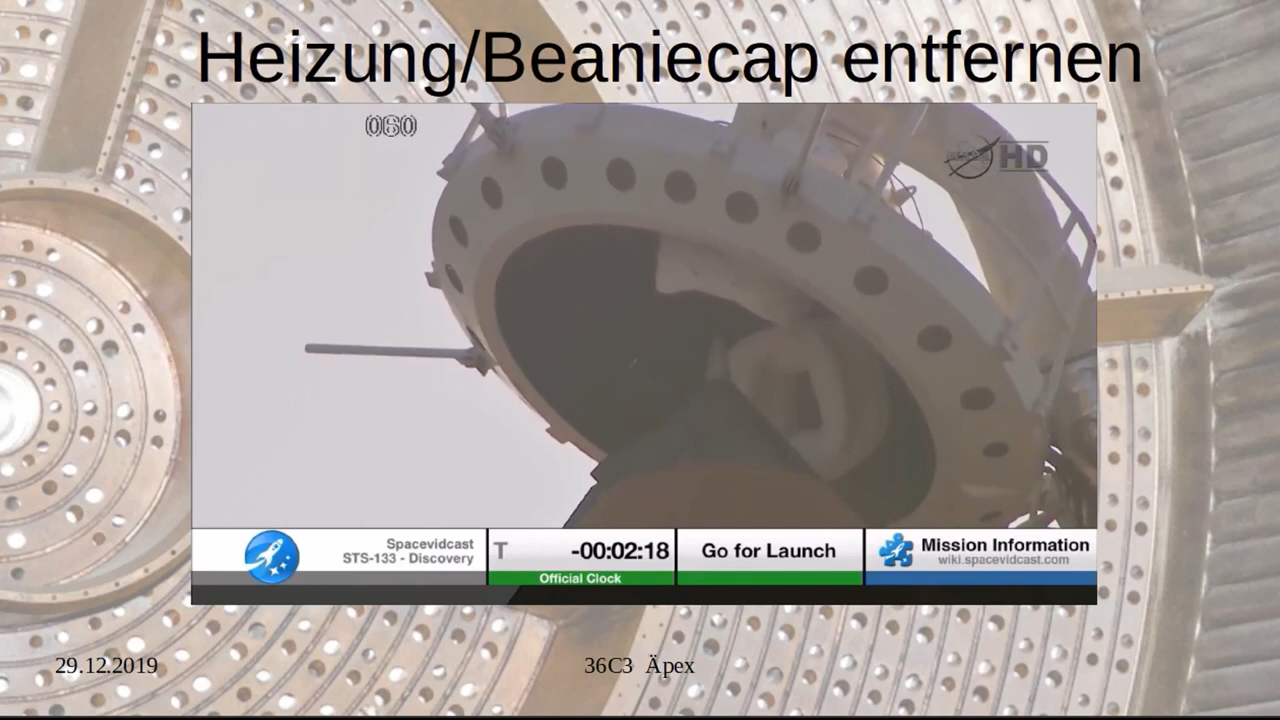 Heizung/Beaniecap entfernen
060
HD
Spacevidcast
STS-133 - Discovery
T -00:02:18
Official Clock
Go for Launch
Mission Information
wiki.spacevidcast.com
29.12.2019
36C3 Äpex